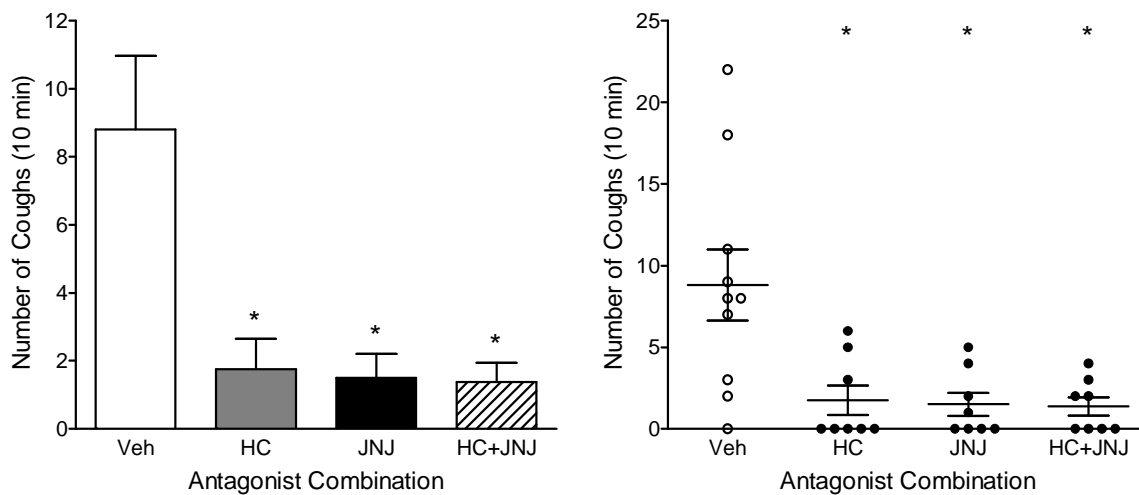 Number of Coughs (10 min)
12
10
8
6
4
2
0
* * *
Veh HC JNJ HC+JNJ
Antagonist Combination
Number of Coughs (10 min)
25
20
15
10
5
0
* * *
Veh HC JNJ HC+JNJ
Antagonist Combination